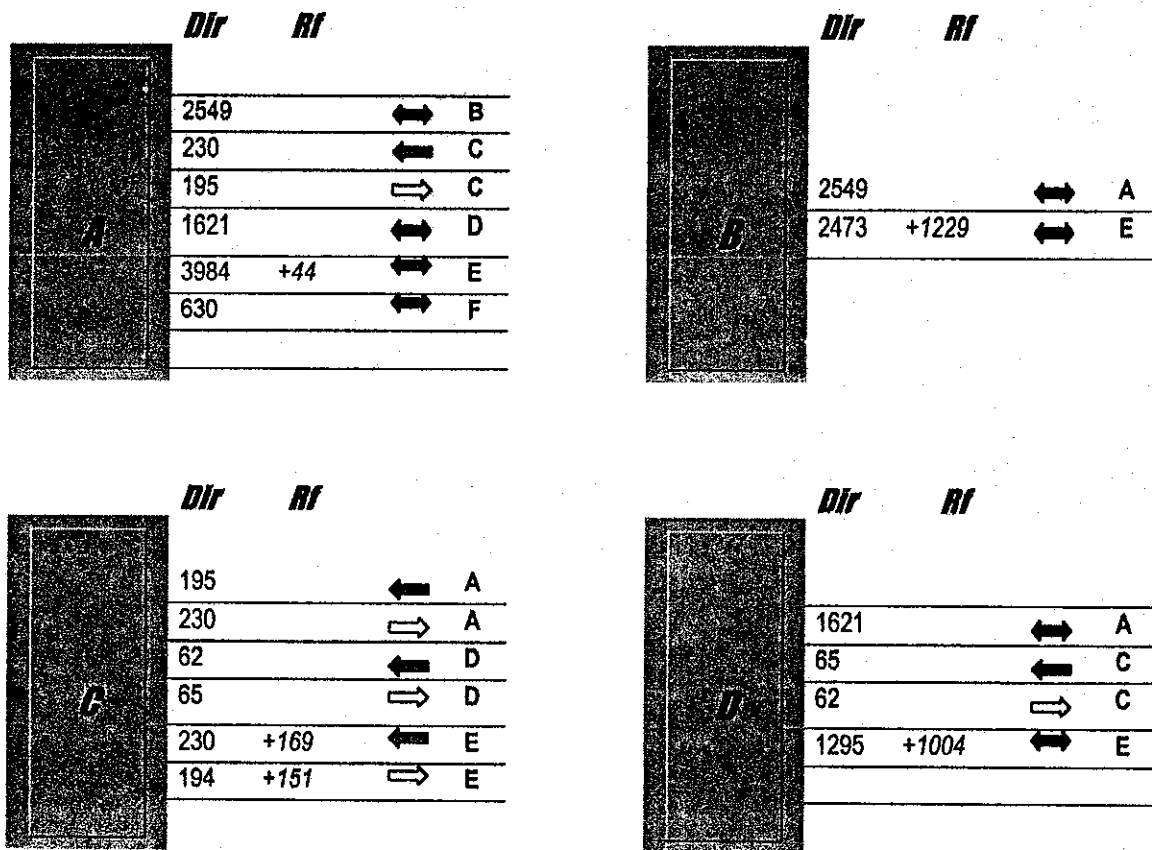 Dir Rf
A
2549 B
230 C
195 C
1621 D
3984 +44 E
630 F
Dir Rf
B
2549 A
2473 +1229 E
Dir Rf
C
195 A
230 A
62 D
65 D
230 +169 E
194 +151 E
Dir Rf
D
1621 A
65 C
62 C
1295 +1004 E